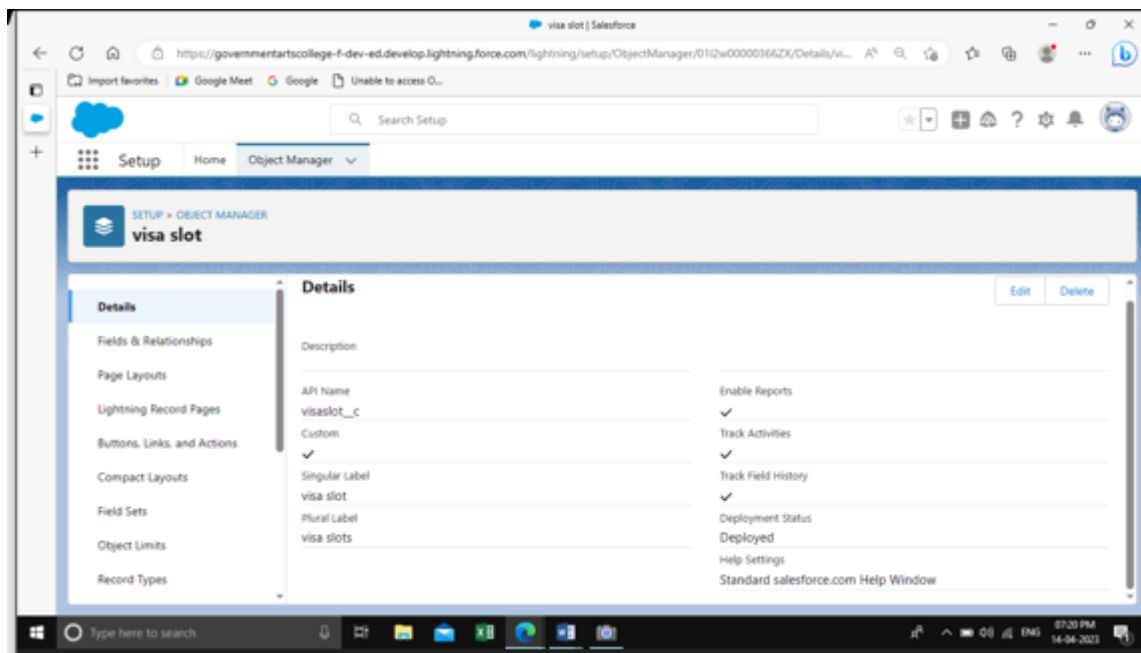 visa slot | Salesforce
https://governmentartscollege-f-dev-ed.develop.lightning.force.com/lightning/setup/ObjectManager/01I2w00000366ZX/Details/vi...
Import favorites Google Meet Google Unable to access O...
Search Setup
Setup Home Object Manager
SETUP > OBJECT MANAGER
visa slot
Details
Fields & Relationships
Page Layouts
Lightning Record Pages
Buttons, Links, and Actions
Compact Layouts
Field Sets
Object Limits
Record Types
Details
Edit Delete
Description
API Name
visaslot__c
Custom
Singular Label
visa slot
Plural Label
visa slots
Enable Reports
Track Activities
Track Field History
Deployment Status
Deployed
Help Settings
Standard salesforce.com Help Window
Type here to search
ENG
07:20 PM
14-04-2023